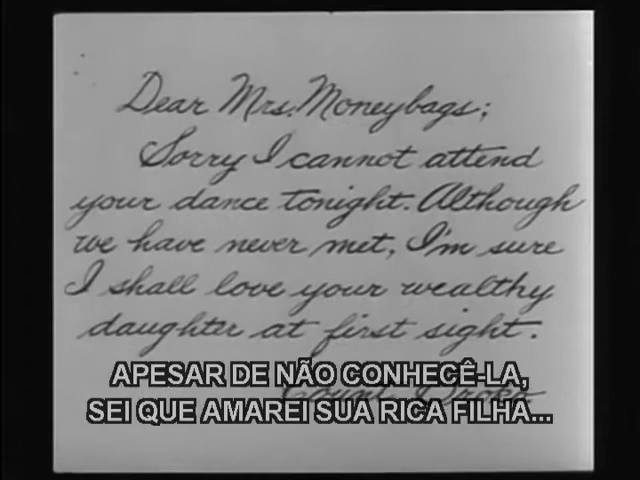 Dear Mrs. Moneybags;
Sorry I cannot attend
your dance tonight. Although
we have never met, I'm sure
I shall love your wealthy
daughter at first sight.
APESAR DE NÃO CONHECÊ-LA,
Count
SEI QUE AMAREI SUA RICA FILHA...